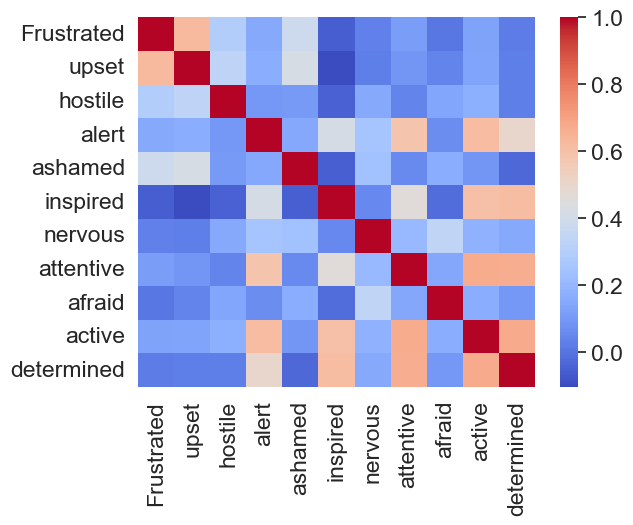 Frustrated
upset
hostile
alert
ashamed
inspired
nervous
attentive
afraid
active
determined
Frustrated
upset
hostile
alert
ashamed
inspired
nervous
attentive
afraid
active
determined
1.0
0.8
0.6
0.4
0.2
0.0